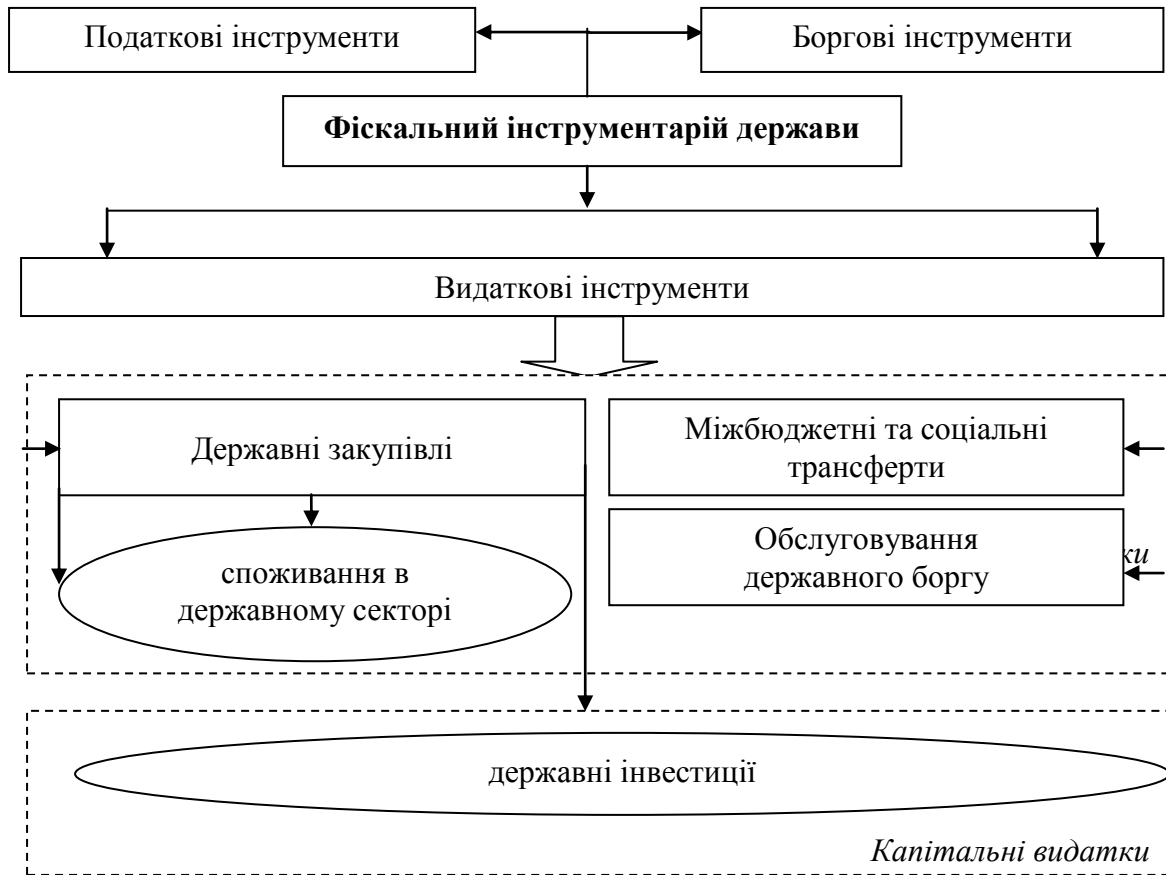 Податкові інструменти
Боргові інструменти
Фіскальний інструментарій держави
Видаткові інструменти
Державні закупівлі
Міжбюджетні та соціальні
трансферти
Обслуговування
державного боргу
споживання в
державному секторі
державні інвестиції
Капітальні видатки